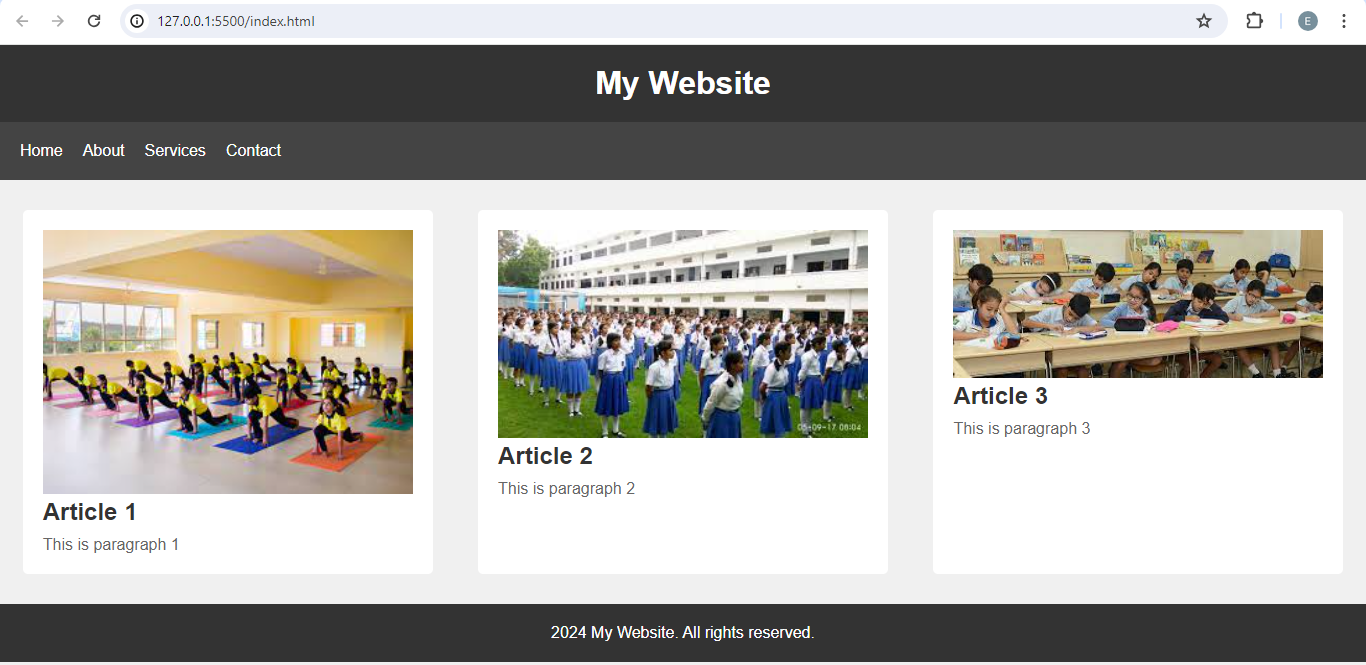 127.0.0.1:5500/index.html
E
My Website
Home About Services Contact
05-09-17 08:04
Article 1
This is paragraph 1
Article 2
This is paragraph 2
Article 3
This is paragraph 3
2024 My Website. All rights reserved.